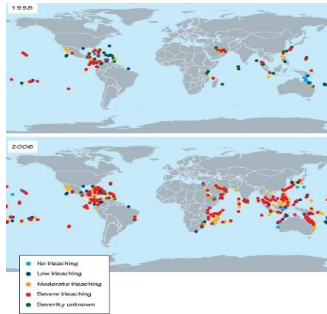 1998
2006
No bleaching
Low bleaching
Moderate bleaching
Severe bleaching
Severity unknown